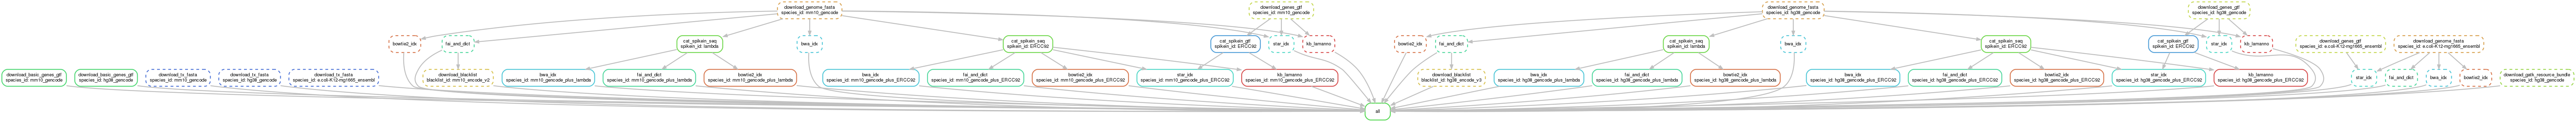 download_genome_fasta
species_id: mm10_gencode
download_genes_gtf
species_id: mm10_gencode
download_genome_fasta
species_id: hg38_gencode
download_genes_gtf
species_id: hg38_gencode
bowtie2_idx
fai_and_dict
cat_spikein_seq
spikein_id: lambda
bwa_idx
cat_spikein_seq
spikein_id: ERCC92
cat_spikein_gtf
spikein_id: ERCC92
star_idx
kb_lamanno
bowtie2_idx
fai_and_dict
cat_spikein_seq
spikein_id: lambda
bwa_idx
cat_spikein_seq
spikein_id: ERCC92
cat_spikein_gtf
spikein_id: ERCC92
star_idx
kb_lamanno
download_genes_gtf
species_id: e.coli-K12-mg1665_ensembl
download_genome_fasta
species_id: e.coli-K12-mg1665_ensembl
download_basic_genes_gtf
species_id: mm10_gencode
download_basic_genes_gtf
species_id: hg38_gencode
download_tx_fasta
species_id: mm10_gencode
download_tx_fasta
species_id: hg38_gencode
download_tx_fasta
species_id: e.coli-K12-mg1665_ensembl
download_blacklist
blacklist_id: mm10_encode_v2
bwa_idx
species_id: mm10_gencode_plus_lambda
fai_and_dict
species_id: mm10_gencode_plus_lambda
bowtie2_idx
species_id: mm10_gencode_plus_lambda
bwa_idx
species_id: mm10_gencode_plus_ERCC92
fai_and_dict
species_id: mm10_gencode_plus_ERCC92
bowtie2_idx
species_id: mm10_gencode_plus_ERCC92
star_idx
species_id: mm10_gencode_plus_ERCC92
kb_lamanno
species_id: mm10_gencode_plus_ERCC92
download_blacklist
blacklist_id: hg38_encode_v3
bwa_idx
species_id: hg38_gencode_plus_lambda
fai_and_dict
species_id: hg38_gencode_plus_lambda
bowtie2_idx
species_id: hg38_gencode_plus_lambda
bwa_idx
species_id: hg38_gencode_plus_ERCC92
fai_and_dict
species_id: hg38_gencode_plus_ERCC92
bowtie2_idx
species_id: hg38_gencode_plus_ERCC92
star_idx
species_id: hg38_gencode_plus_ERCC92
kb_lamanno
species_id: hg38_gencode_plus_ERCC92
star_idx
fai_and_dict
bwa_idx
bowtie2_idx
download_gatk_resource_bundle
species_id: hg38_gencode
all